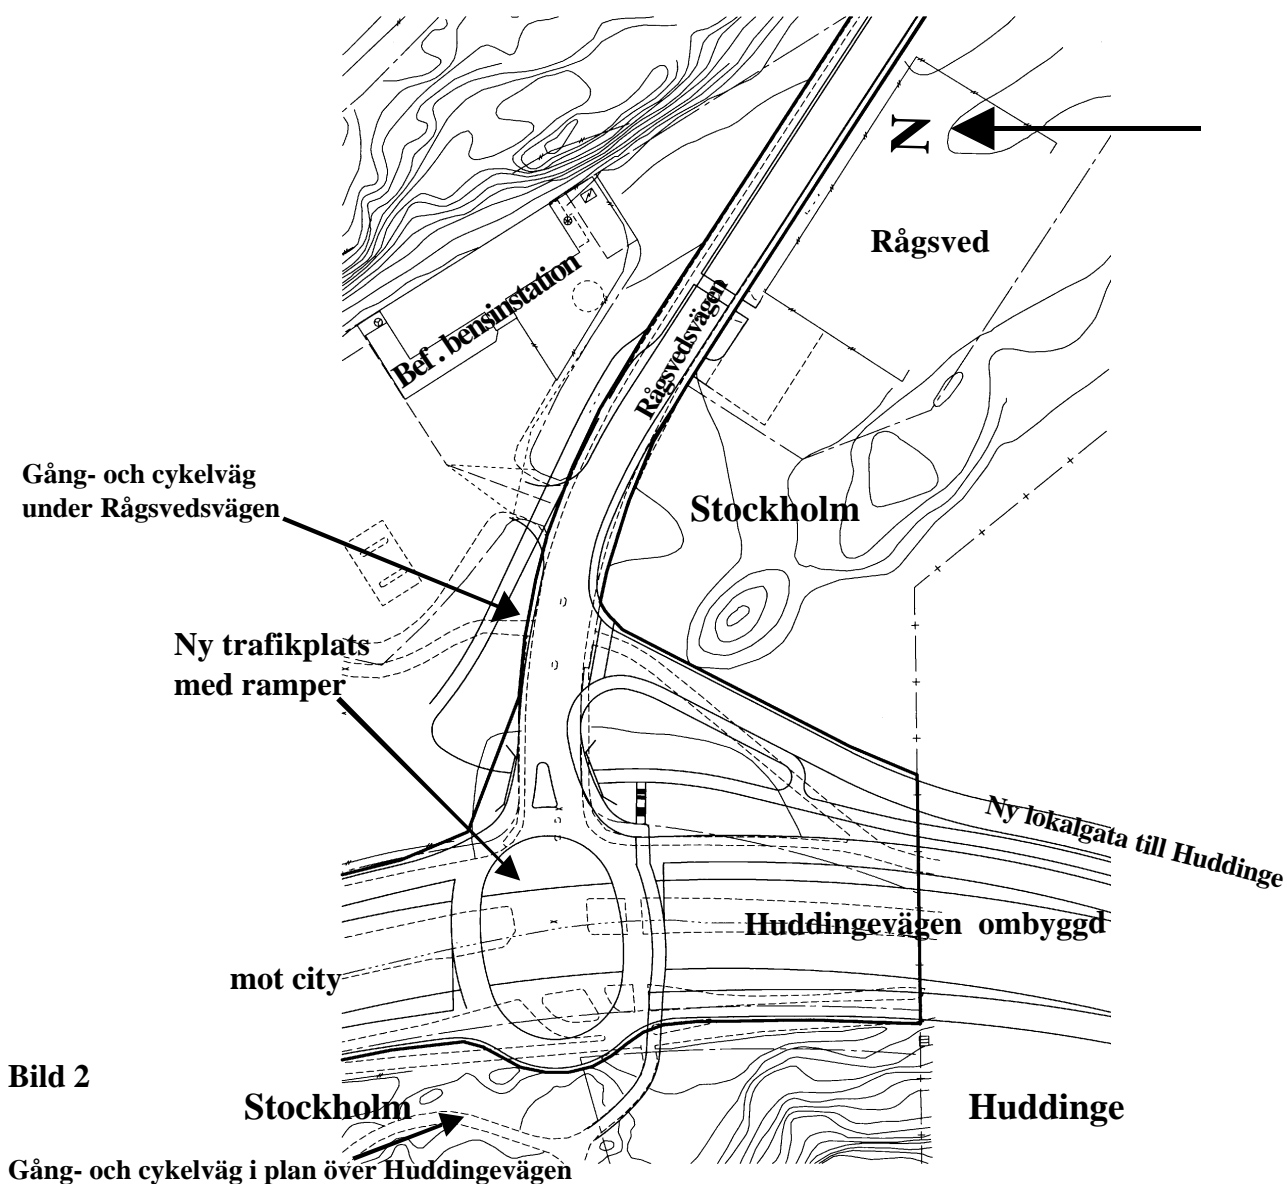 N
Rågsved
Bef . bensinstation
Rågsvedsvägen
Gång- och cykelväg
under Rågsvedsvägen
Stockholm
Ny trafikplats
med ramper
Ny lokalgata till Huddinge
Huddingevägen ombyggd
mot city
Bild 2
Stockholm
Huddinge
Gång- och cykelväg i plan över Huddingevägen